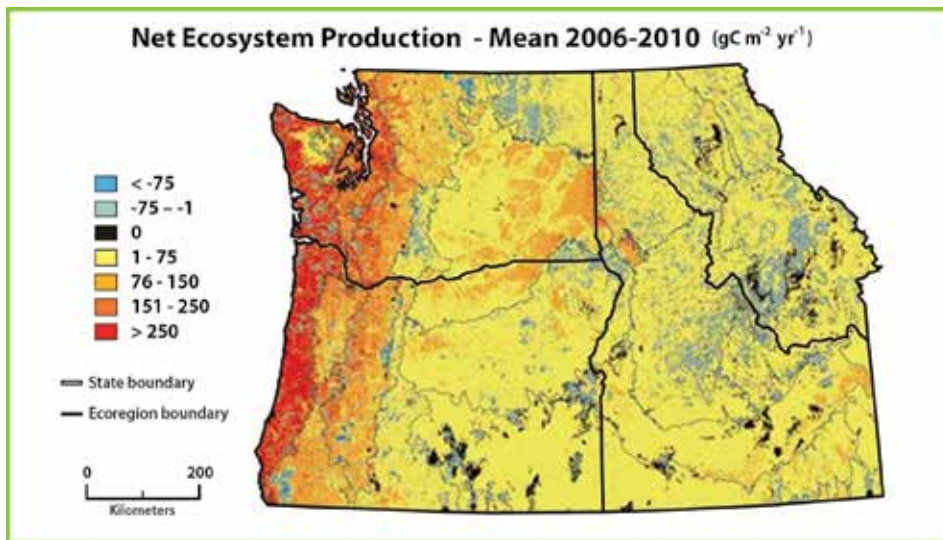 Net Ecosystem Production - Mean 2006-2010 (gC m⁻² yr⁻¹)
< -75
-75 – -1
0
1 - 75
76 - 150
151 - 250
> 250
State boundary
Ecoregion boundary
0 200
Kilometers